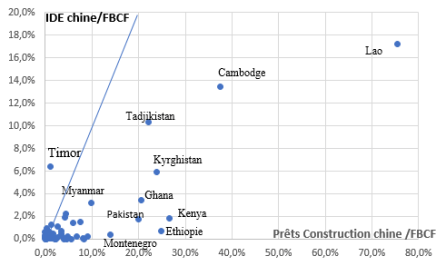 20,0%
IDE chine/FBCF
18,0%
Lao
16,0%
14,0%
Cambodge
12,0%
Tadjikistan
10,0%
8,0%
Timor
Kyrghistan
6,0%
Myanmar
4,0%
Ghana
Pakistan
Kenya
2,0%
Ethiopie
Prêts Construction chine /FBCF
Montenegro
0,0%
0,0% 10,0% 20,0% 30,0% 40,0% 50,0% 60,0% 70,0% 80,0%